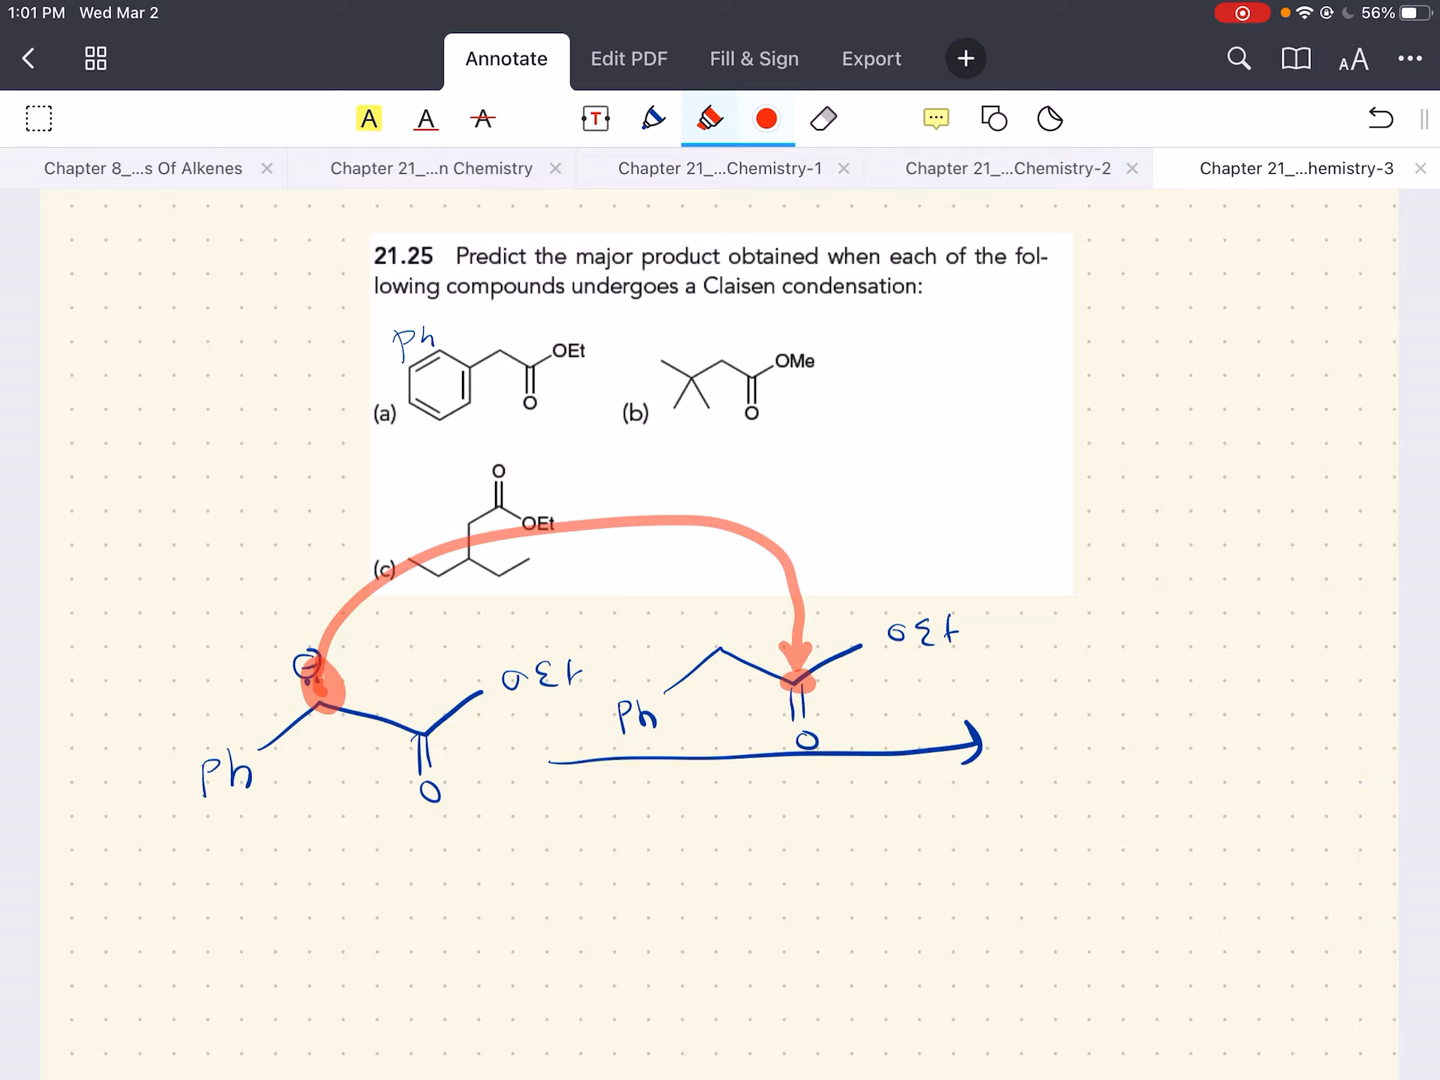 1:01 PM Wed Mar 2
56%
Annotate
Edit PDF
Fill & Sign
Export
AA
A A A T
Chapter 8_...s Of Alkenes
Chapter 21_...n Chemistry
Chapter 21_...Chemistry-1
Chapter 21_...Chemistry-2
Chapter 21_...hemistry-3
21.25 Predict the major product obtained when each of the fol-
lowing compounds undergoes a Claisen condensation:
Ph
OEt
O
(a)
OMe
O
(b)
O
OEt
(c)
OEt
Ph
O
OEt
Ph
O